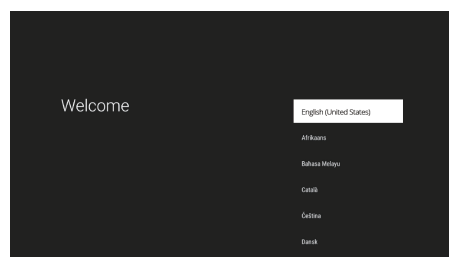 Welcome
English (United States)
Afrikaans
Bahasa Melayu
Català
Čeština
Dansk